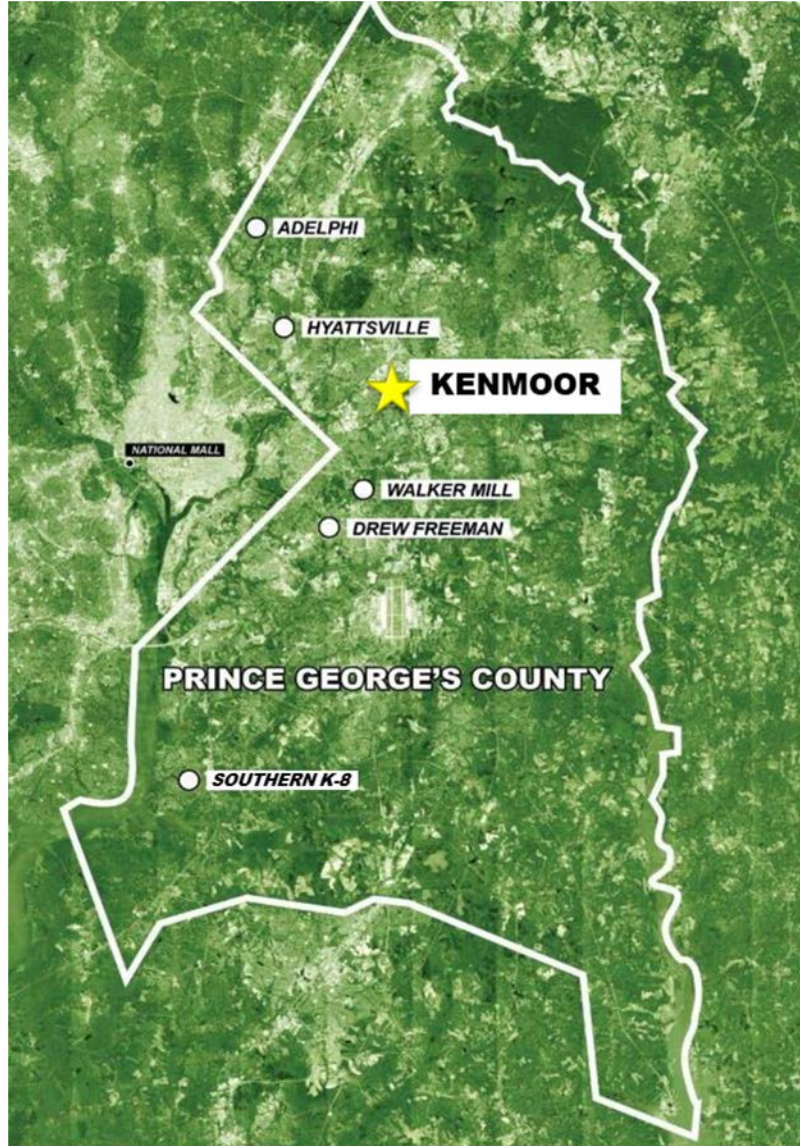 ADELPHI
HYATTSVILLE
KENMOOR
NATIONAL MALL
WALKER MILL
DREW FREEMAN
PRINCE GEORGE'S COUNTY
SOUTHERN K-8